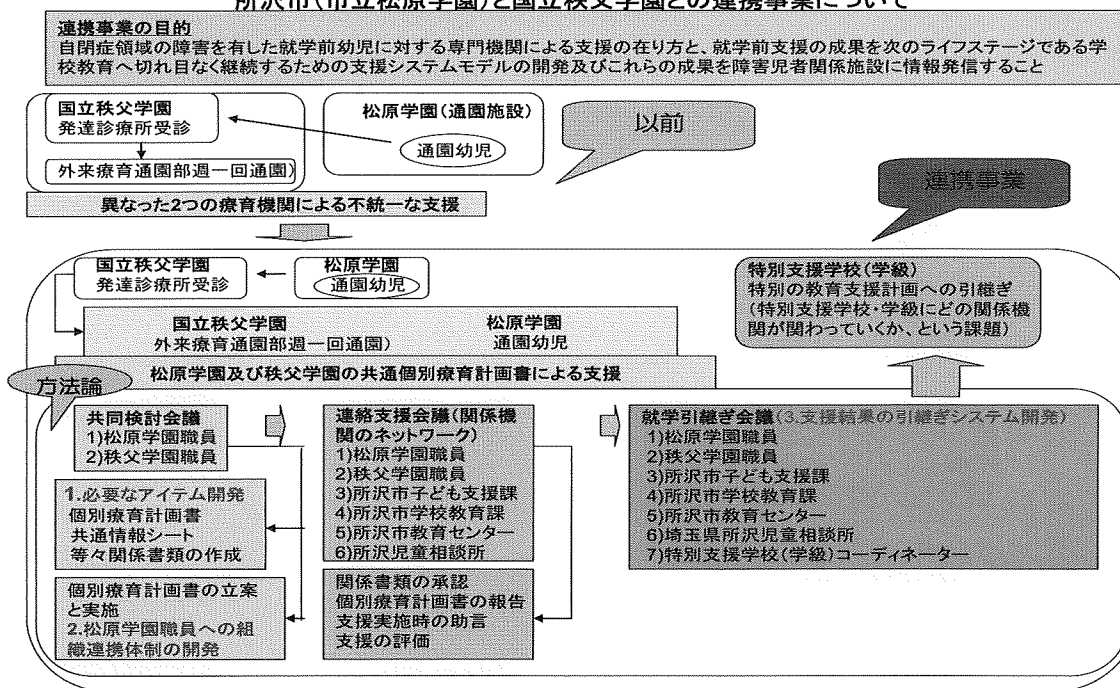 所沢市(市立松原学園)と国立秩父学園との連携事業について
連携事業の目的
自閉症領域の障害を有した就学前幼児に対する専門機関による支援の在り方と、就学前支援の成果を次のライフステージである学
校教育へ切れ目なく継続するための支援システムモデルの開発及びこれらの成果を障害児者関係施設に情報発信すること
国立秩父学園
発達診療所受診
外来療育通園部週一回通園)
松原学園(通園施設)
通園幼児
以前
異なった2つの療育機関による不統一な支援
連携事業
国立秩父学園
発達診療所受診
松原学園
通園幼児
特別支援学校(学級)
特別の教育支援計画への引継ぎ
(特別支援学校・学級にどの関係機
関が関わっていくか、という課題)
国立秩父学園
外来療育通園部週一回通園)
松原学園
通園幼児
松原学園及び秩父学園の共通個別療育計画書による支援
方法論
共同検討会議
1)松原学園職員
2)秩父学園職員
1.必要なアイテム開発
個別療育計画書
共通情報シート
等々関係書類の作成
個別療育計画書の立案
と実施
2.松原学園職員への組
織連携体制の開発
連絡支援会議(関係機
関のネットワーク)
1)松原学園職員
2)秩父学園職員
3)所沢市子ども支援課
4)所沢市学校教育課
5)所沢市教育センター
6)所沢児童相談所
関係書類の承認
個別療育計画書の報告
支援実施時の助言
支援の評価
就学引継ぎ会議(3.支援結果の引継ぎシステム開発)
1)松原学園職員
2)秩父学園職員
3)所沢市子ども支援課
4)所沢市学校教育課
5)所沢市教育センター
6)埼玉県所沢児童相談所
7)特別支援学校(学級)コーディネーター